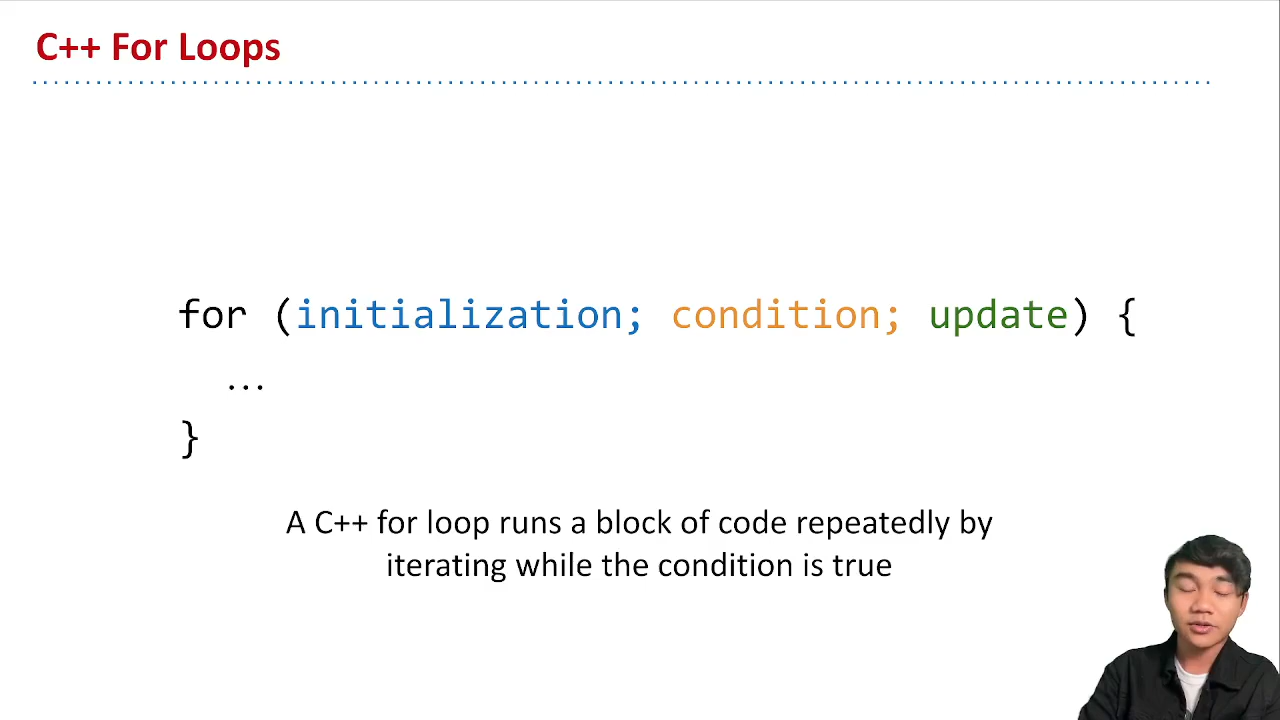 C++ For Loops
for (initialization; condition; update) {
...
}
A C++ for loop runs a block of code repeatedly by
iterating while the condition is true